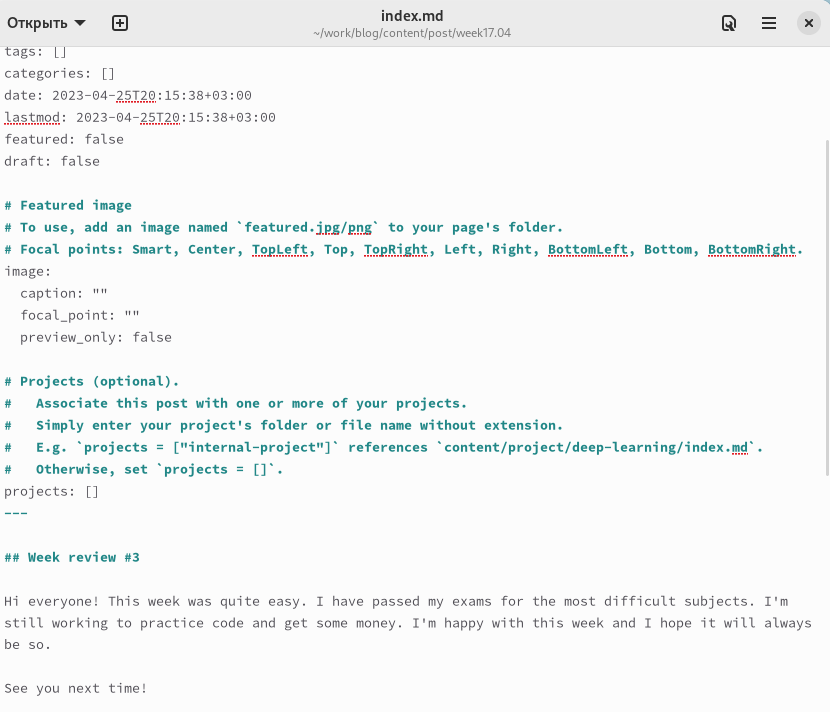 Открыть
index.md
~/work/blog/content/post/week17.04
tags: []
categories: []
date: 2023-04-25T20:15:38+03:00
lastmod: 2023-04-25T20:15:38+03:00
featured: false
draft: false
# Featured image
# To use, add an image named `featured.jpg/png` to your page's folder.
# Focal points: Smart, Center, TopLeft, Top, TopRight, Left, Right, BottomLeft, Bottom, BottomRight.
image:
  caption: ""
  focal_point: ""
  preview_only: false
# Projects (optional).
#   Associate this post with one or more of your projects.
#   Simply enter your project's folder or file name without extension.
#   E.g. `projects = ["internal-project"]` references `content/project/deep-learning/index.md`.
#   Otherwise, set `projects = []`.
projects: []
---
## Week review #3
Hi everyone! This week was quite easy. I have passed my exams for the most difficult subjects. I'm
still working to practice code and get some money. I'm happy with this week and I hope it will always
be so.
See you next time!